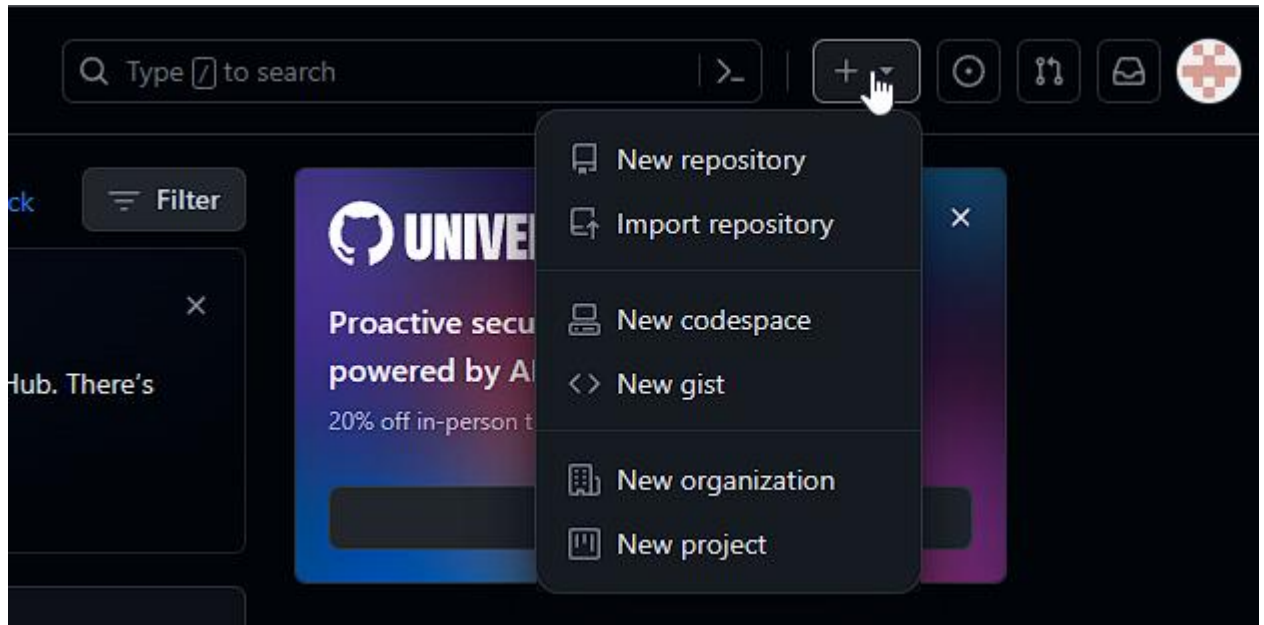 Type / to search
ck
Filter
UNIVE
Hub. There's
Proactive secu
powered by AI
20% off in-person t
New repository
Import repository
New codespace
New gist
New organization
New project